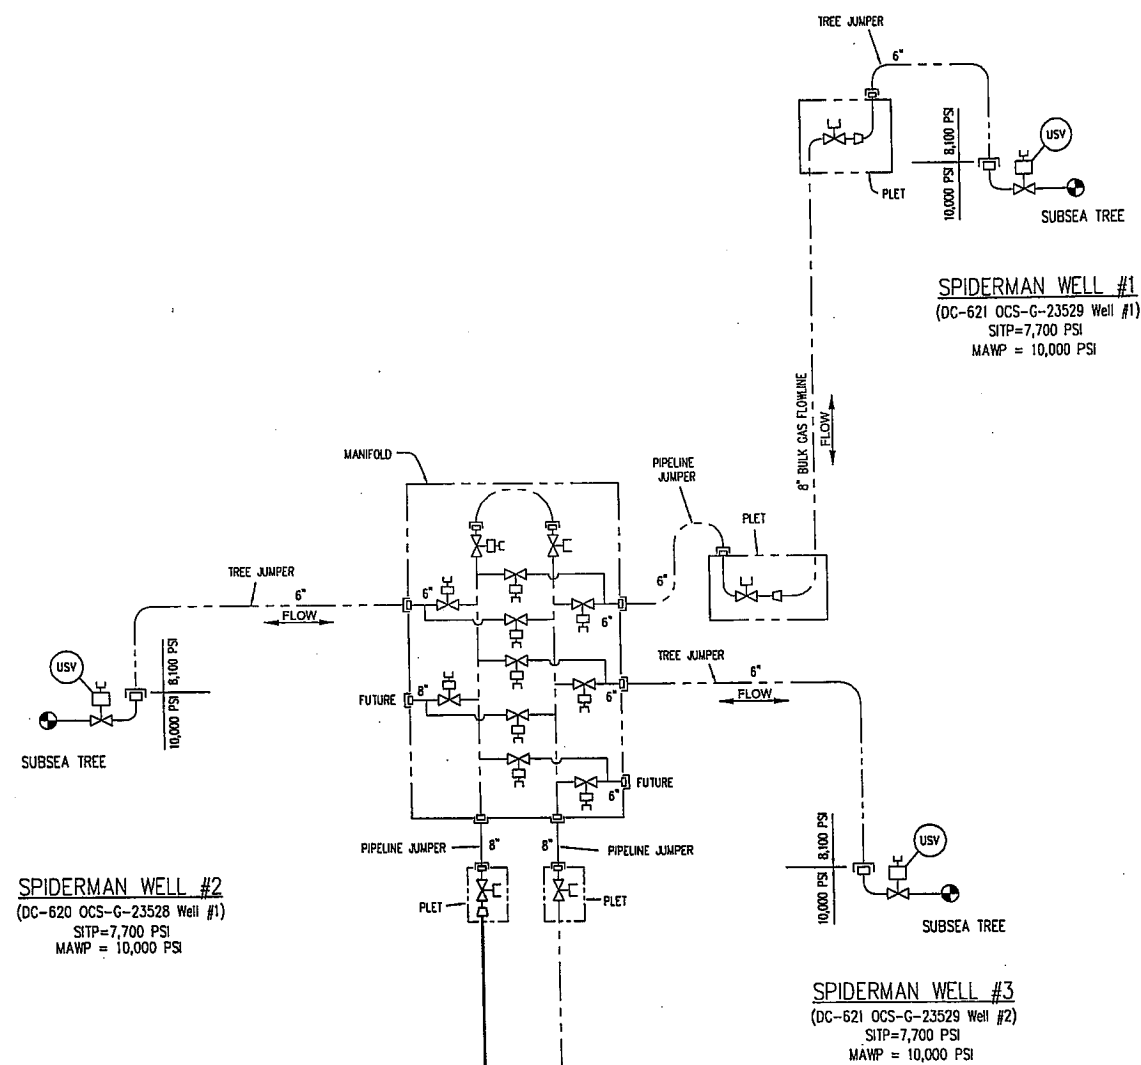 TREE JUMPER
6"
8,100 PSI
10,000 PSI
USV
PLET
SUBSEA TREE
SPIDERMAN WELL #1
(DC-621 OCS-G-23529 Well #1)
SITP=7,700 PSI
MAWP = 10,000 PSI
8" BULK GAS FLOWLINE
FLOW
MANIFOLD
PIPELINE
JUMPER
PLET
TREE JUMPER
6"
FLOW
6"
6"
6"
USV
8,100 PSI
10,000 PSI
SUBSEA TREE
TREE JUMPER
6"
FLOW
FUTURE
8"
6"
FUTURE
6"
PIPELINE JUMPER
8"
8"
PIPELINE JUMPER
PLET
PLET
8,100 PSI
10,000 PSI
USV
SUBSEA TREE
SPIDERMAN WELL #2
(DC-620 OCS-G-23528 Well #1)
SITP=7,700 PSI
MAWP = 10,000 PSI
SPIDERMAN WELL #3
(DC-621 OCS-G-23529 Well #2)
SITP=7,700 PSI
MAWP = 10,000 PSI